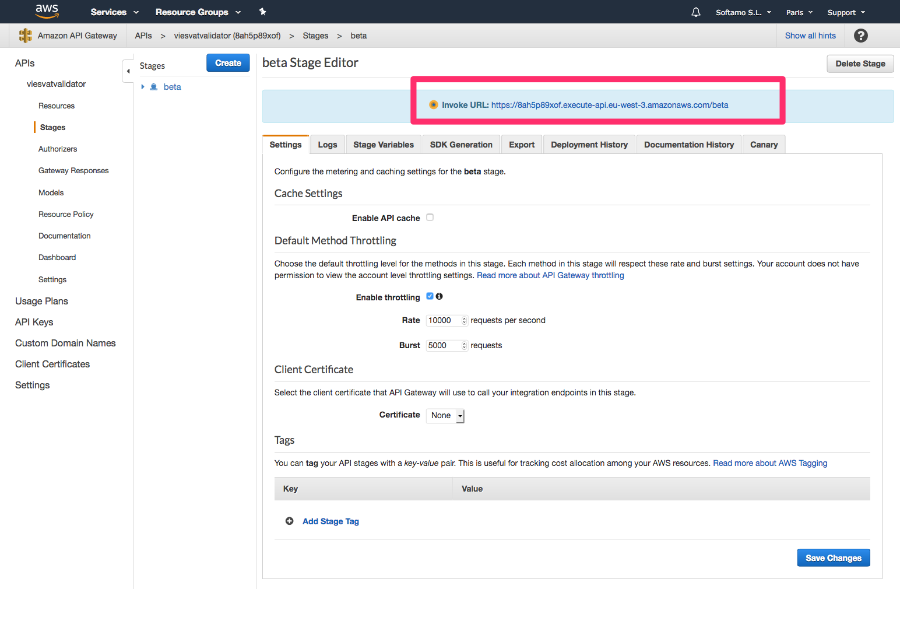 aws Services Resource Groups Softamo S.L. Paris Support
Amazon API Gateway APIs > viesvatvalidator (8ah5p89xof) > Stages > beta Show all hints ?
APIs
viesvatvalidator
Resources
Stages
Authorizers
Gateway Responses
Models
Resource Policy
Documentation
Dashboard
Settings
Usage Plans
API Keys
Custom Domain Names
Client Certificates
Settings
Stages Create
beta
beta Stage Editor Delete Stage
Invoke URL: https://8ah5p89xof.execute-api.eu-west-3.amazonaws.com/beta
Settings Logs Stage Variables SDK Generation Export Deployment History Documentation History Canary
Configure the metering and caching settings for the beta stage.
Cache Settings
Enable API cache
Default Method Throttling
Choose the default throttling level for the methods in this stage. Each method in this stage will respect these rate and burst settings. Your account does not have
permission to view the account level throttling settings. Read more about API Gateway throttling
Enable throttling
Rate 10000 requests per second
Burst 5000 requests
Client Certificate
Select the client certificate that API Gateway will use to call your integration endpoints in this stage.
Certificate None
Tags
You can tag your API stages with a key-value pair. This is useful for tracking cost allocation among your AWS resources. Read more about AWS Tagging
Key Value
Add Stage Tag
Save Changes